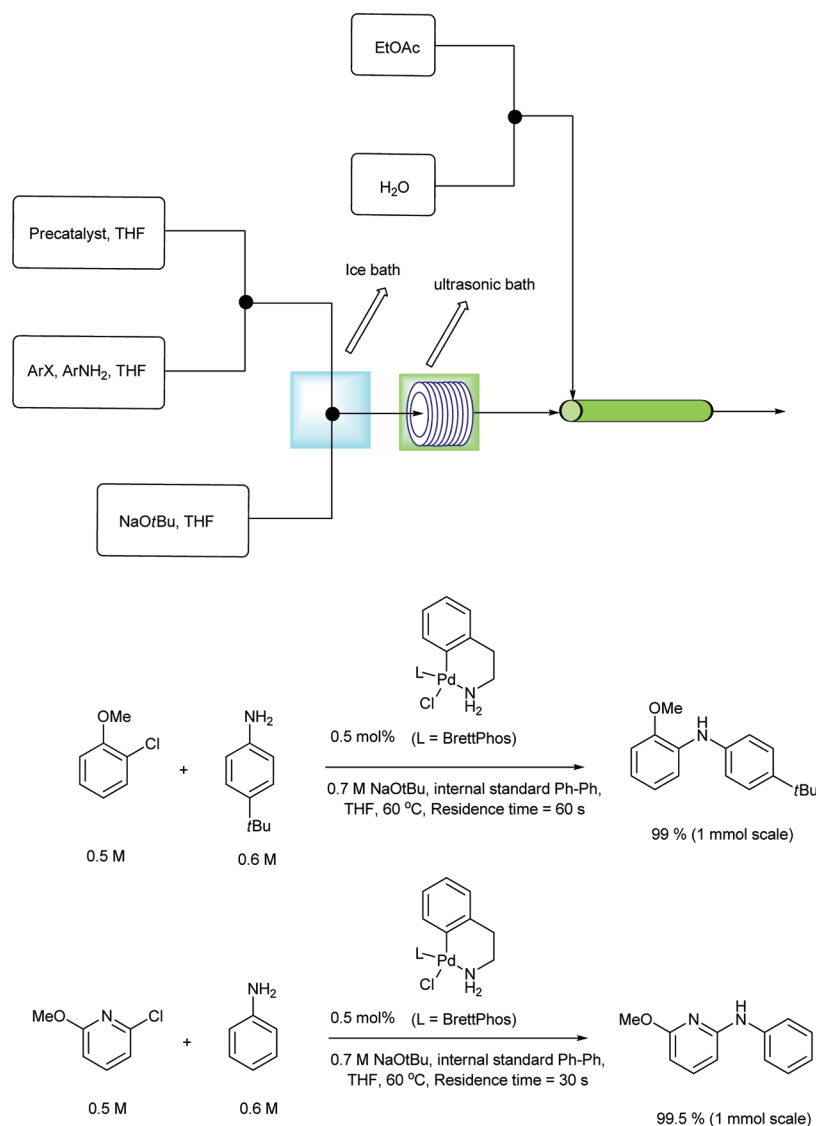 EtOAc
H2O
Precatalyst, THF
Ice bath
ultrasonic bath
ArX, ArNH2, THF
NaOtBu, THF
L
Pd
Cl
N
H2
OMe
Cl
NH2
tBu
+
0.5 mol% (L = BrettPhos)
0.7 M NaOtBu, internal standard Ph-Ph,
THF, 60 °C, Residence time = 60 s
OMe
H
N
tBu
0.5 M
0.6 M
99 % (1 mmol scale)
L
Pd
Cl
N
H2
MeO
N
Cl
NH2
+
0.5 mol% (L = BrettPhos)
0.7 M NaOtBu, internal standard Ph-Ph,
THF, 60 °C, Residence time = 30 s
MeO
N
H
N
0.5 M
0.6 M
99.5 % (1 mmol scale)